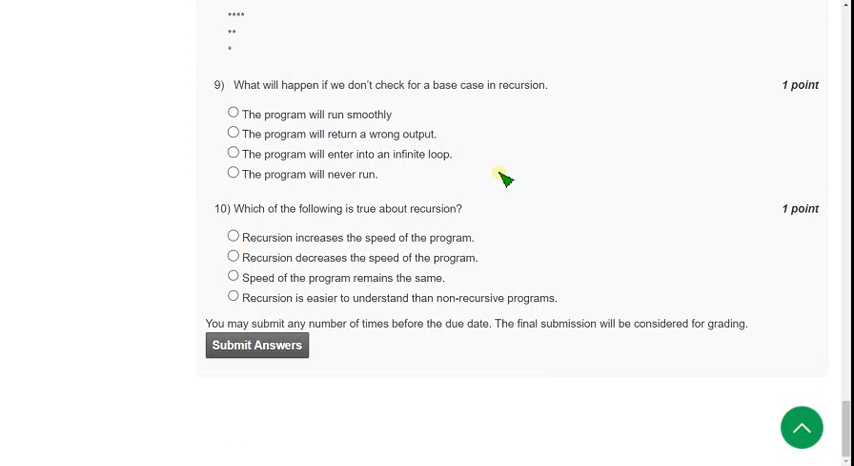 ****
**
*
9) What will happen if we don't check for a base case in recursion. 1 point
The program will run smoothly
The program will return a wrong output.
The program will enter into an infinite loop.
The program will never run.
10) Which of the following is true about recursion? 1 point
Recursion increases the speed of the program.
Recursion decreases the speed of the program.
Speed of the program remains the same.
Recursion is easier to understand than non-recursive programs.
You may submit any number of times before the due date. The final submission will be considered for grading.
Submit Answers